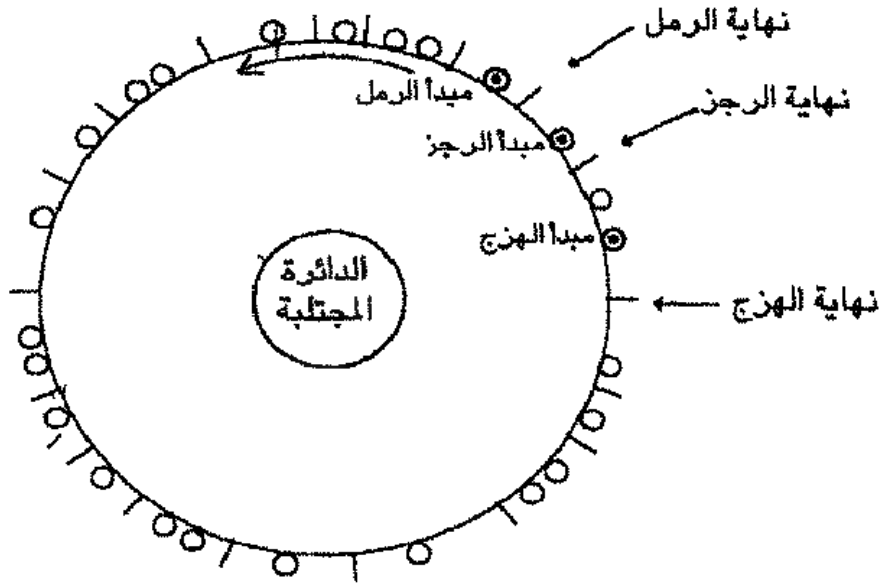 نهاية الرمل
نهاية الرجز
مبدأ الرمل
مبدأ الرجز
مبدأ الهزج
نهاية الهزج
الدائرة
المجتلبة